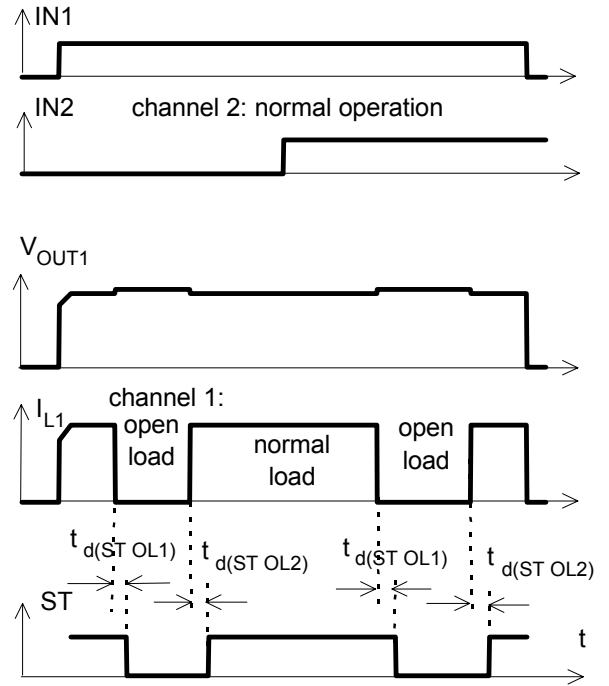 IN1
IN2
channel 2: normal operation
VOUT1
IL1
channel 1:
open
load
normal
load
open
load
td(ST OL1)
td(ST OL2)
td(ST OL1)
td(ST OL2)
ST
t